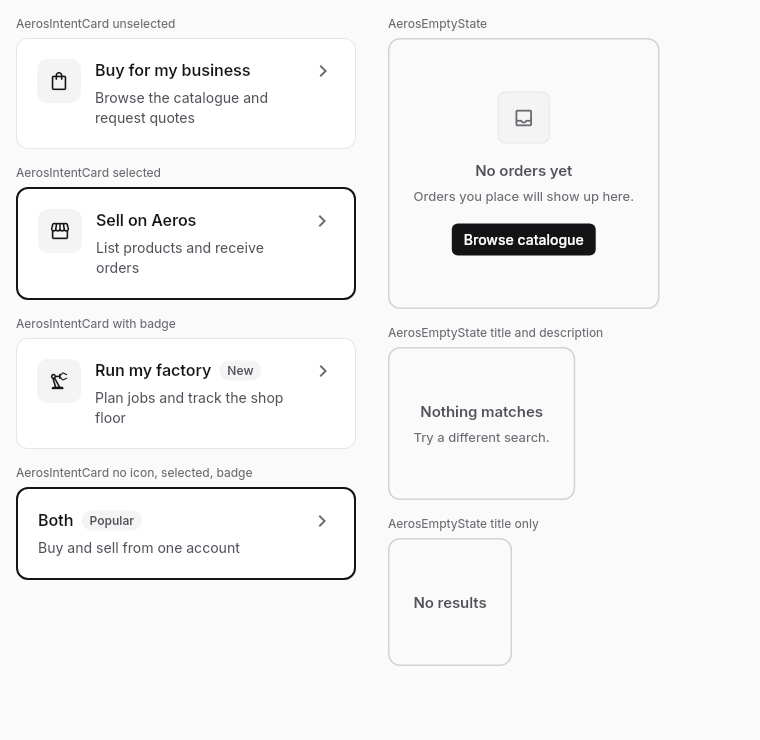 AerosIntentCard unselected
Buy for my business
Browse the catalogue and
request quotes
AerosIntentCard selected
Sell on Aeros
List products and receive
orders
AerosIntentCard with badge
Run my factory New
Plan jobs and track the shop
floor
AerosIntentCard no icon, selected, badge
Both Popular
Buy and sell from one account
AerosEmptyState
No orders yet
Orders you place will show up here.
Browse catalogue
AerosEmptyState title and description
Nothing matches
Try a different search.
AerosEmptyState title only
No results